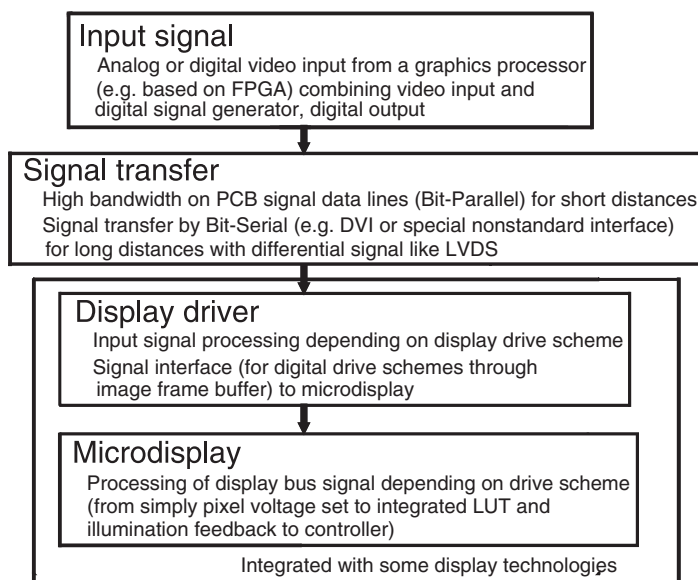 Input signal
Analog or digital video input from a graphics processor
(e.g. based on FPGA) combining video input and
digital signal generator, digital output
Signal transfer
High bandwidth on PCB signal data lines (Bit-Parallel) for short distances
Signal transfer by Bit-Serial (e.g. DVI or special nonstandard interface)
for long distances with differential signal like LVDS
Display driver
Input signal processing depending on display drive scheme
Signal interface (for digital drive schemes through
image frame buffer) to microdisplay
Microdisplay
Processing of display bus signal depending on drive scheme
(from simply pixel voltage set to integrated LUT and
illumination feedback to controller)
Integrated with some display technologies